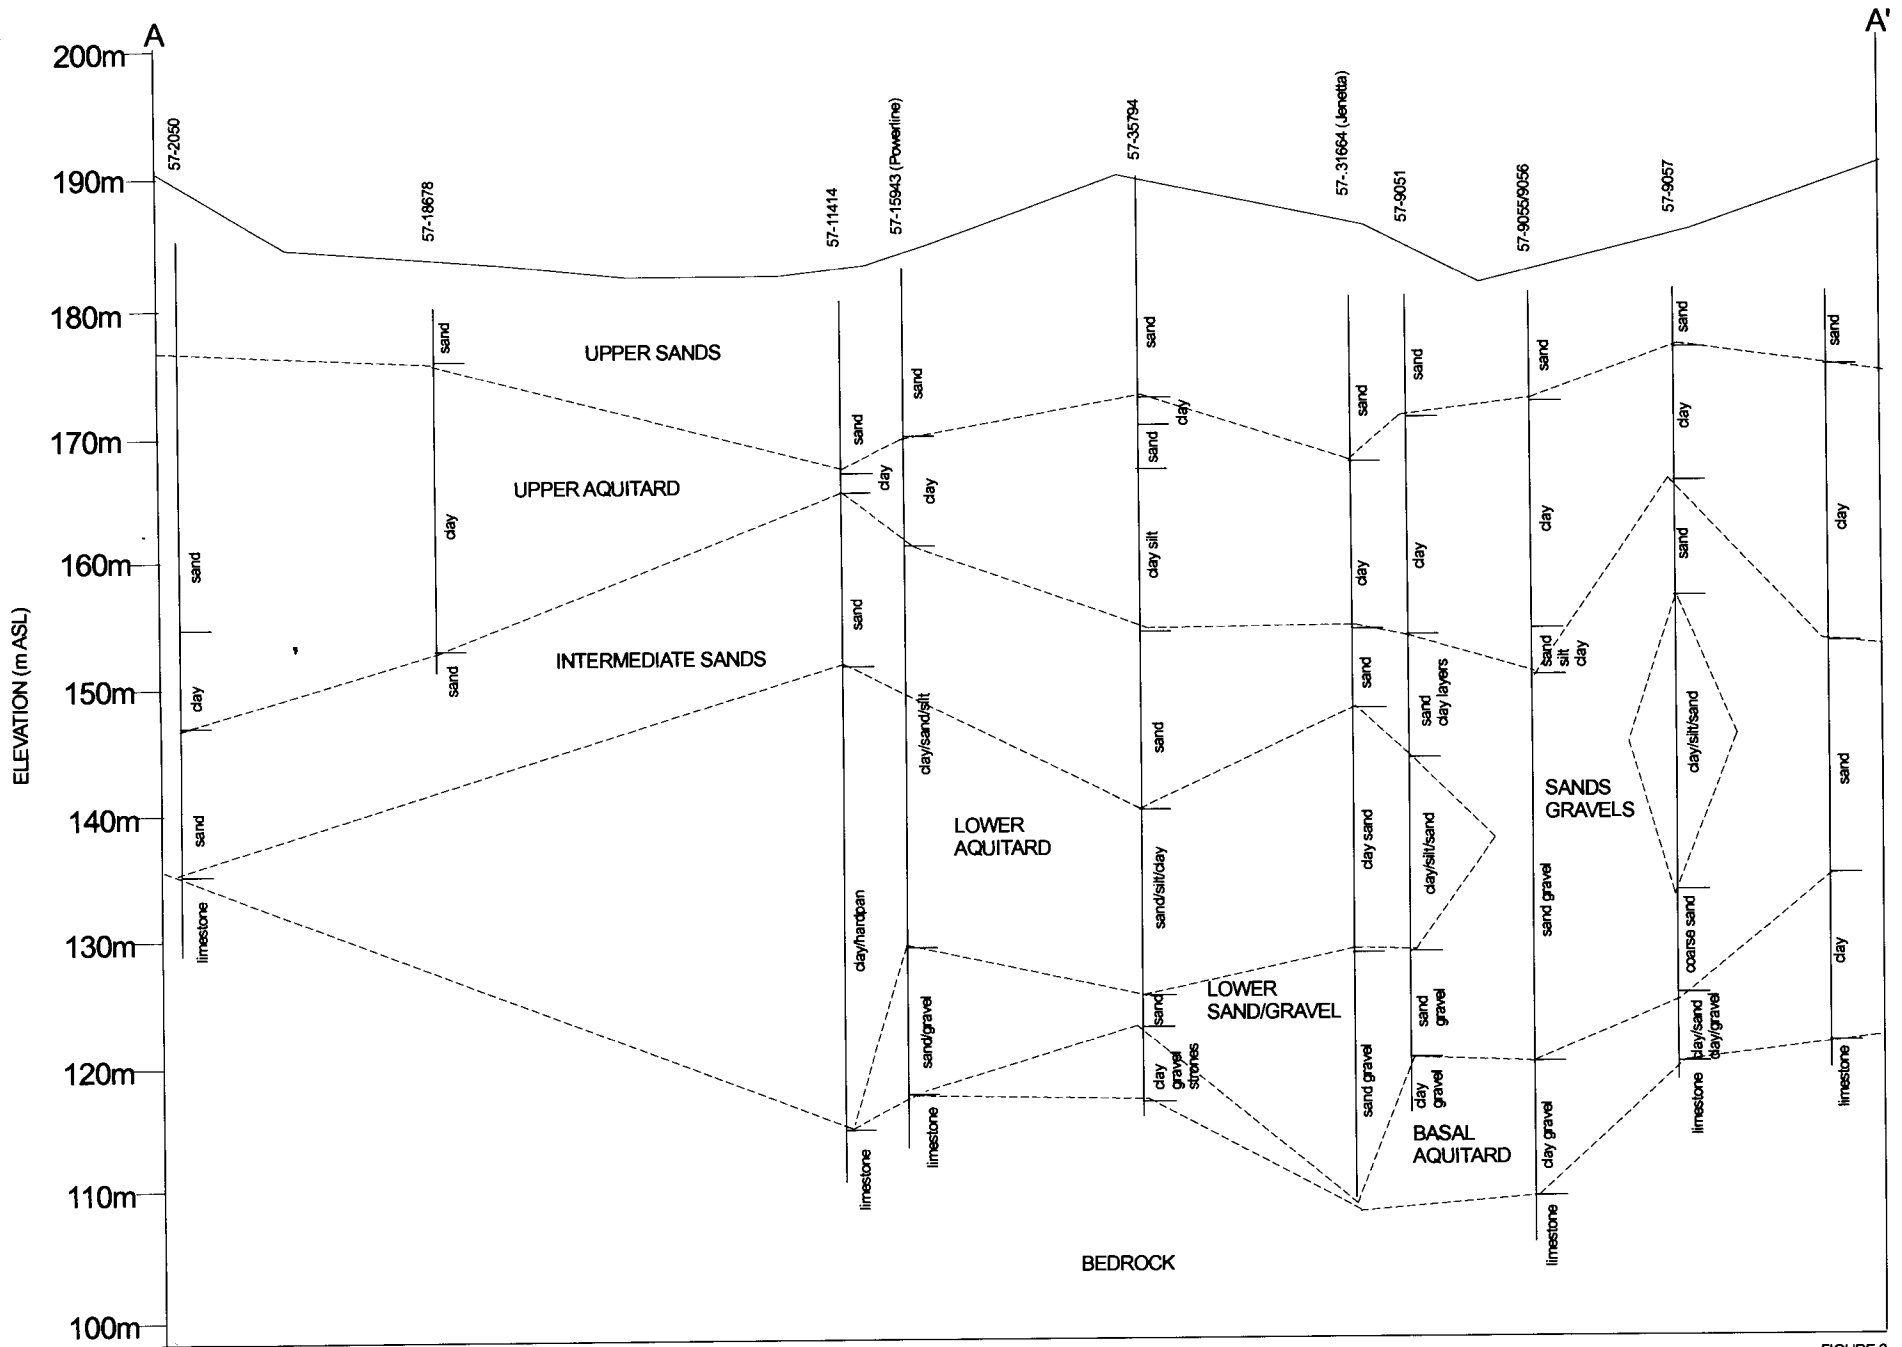 A
A'
200m
190m
180m
170m
160m
150m
140m
130m
120m
110m
100m
ELEVATION (m ASL)
57-2050
57-18678
57-11414
57-15943 (Powerline)
57-35794
57-.31664 (Jenetta)
57-9051
57-9055/9056
57-9057
UPPER SANDS
UPPER AQUITARD
INTERMEDIATE SANDS
LOWER
AQUITARD
LOWER
SAND/GRAVEL
SANDS
GRAVELS
BASAL
AQUITARD
BEDROCK
sand
clay
sand
limestone
sand
clay
sand
sand
clay
sand
clay/hardpan
limestone
sand
clay
clay/sand/silt
sand/gravel
limestone
sand
clay
sand
clay silt
sand
sand/silt/clay
sand
clay
gravel
strones
sand
clay
sand
clay sand
sand gravel
sand
clay
sand
clay layers
clay/silt/sand
sand
gravel
clay
gravel
sand
clay
sand
silt
clay
sand gravel
clay gravel
limestone
sand
clay
sand
clay/silt/sand
coarse sand
clay/sand
clay/gravel
limestone
sand
clay
sand
clay
limestone